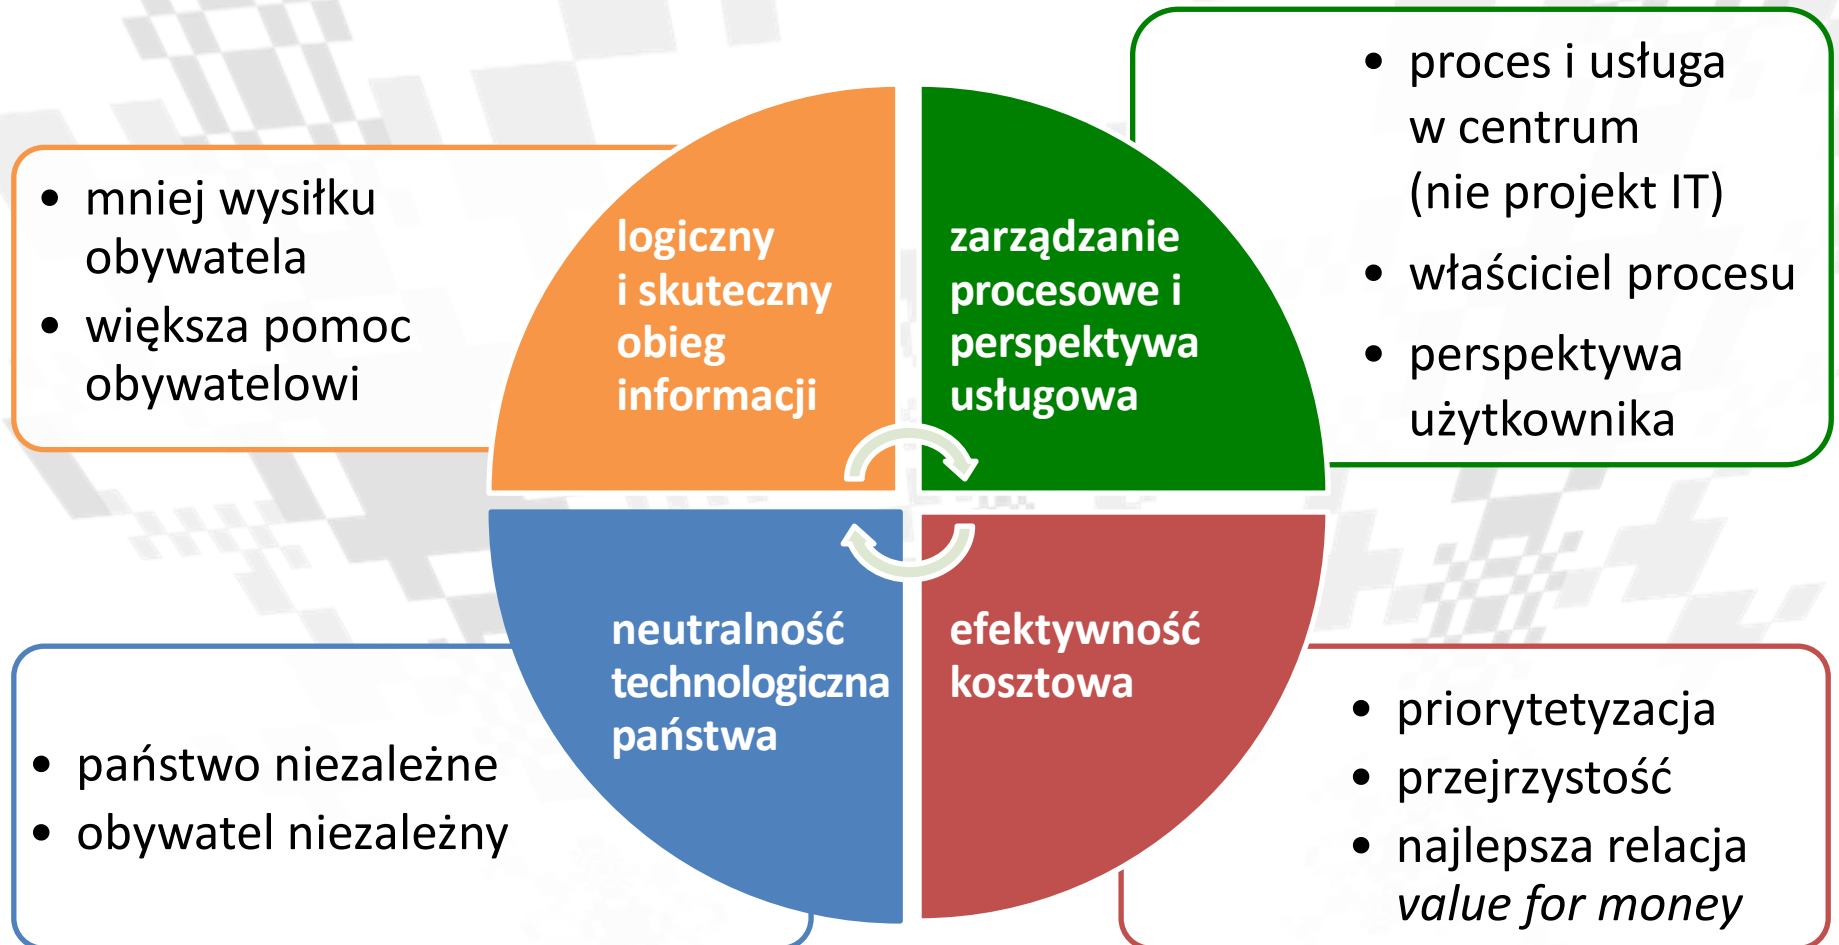 • mniej wysiłku
obywatela
• większa pomoc
obywatelowi
logiczny
i skuteczny
obieg
informacji
zarządzanie
procesowe i
perspektywa
usługowa
• proces i usługa
w centrum
(nie projekt IT)
• właściciel procesu
• perspektywa
użytkownika
• państwo niezależne
• obywatel niezależny
neutralność
technologiczna
państwa
efektywność
kosztowa
• priorytetyzacja
• przejrzystość
• najlepsza relacja
value for money